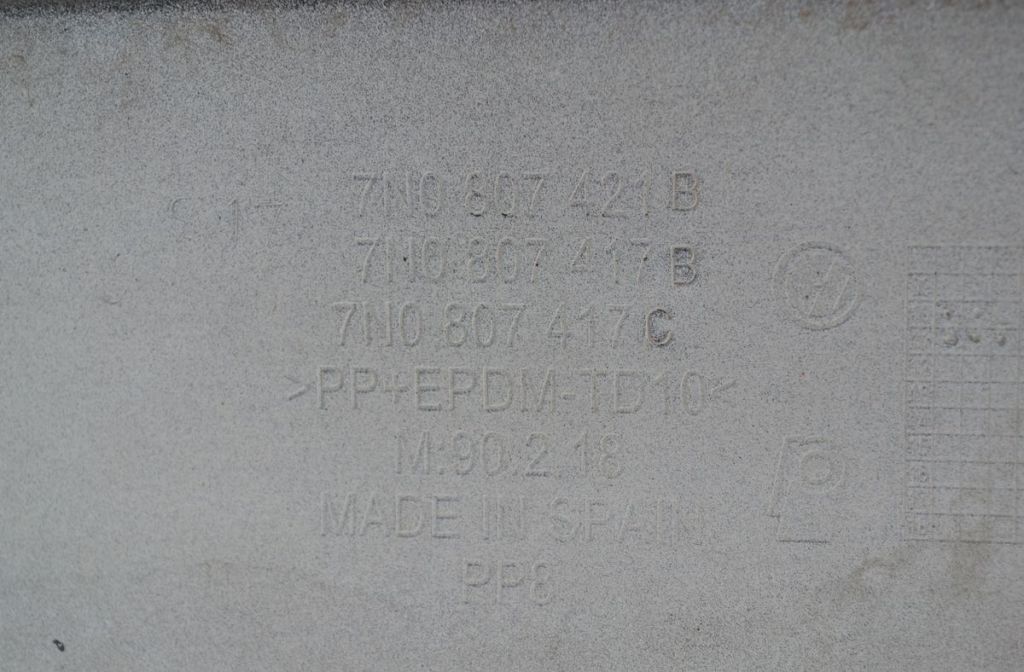 7N0.807 421 B
7N0.807 417 B
7N0.807 417 C
>PP+EPDM-TD10<
M:90.2.18
MADE IN SPAIN
PP8